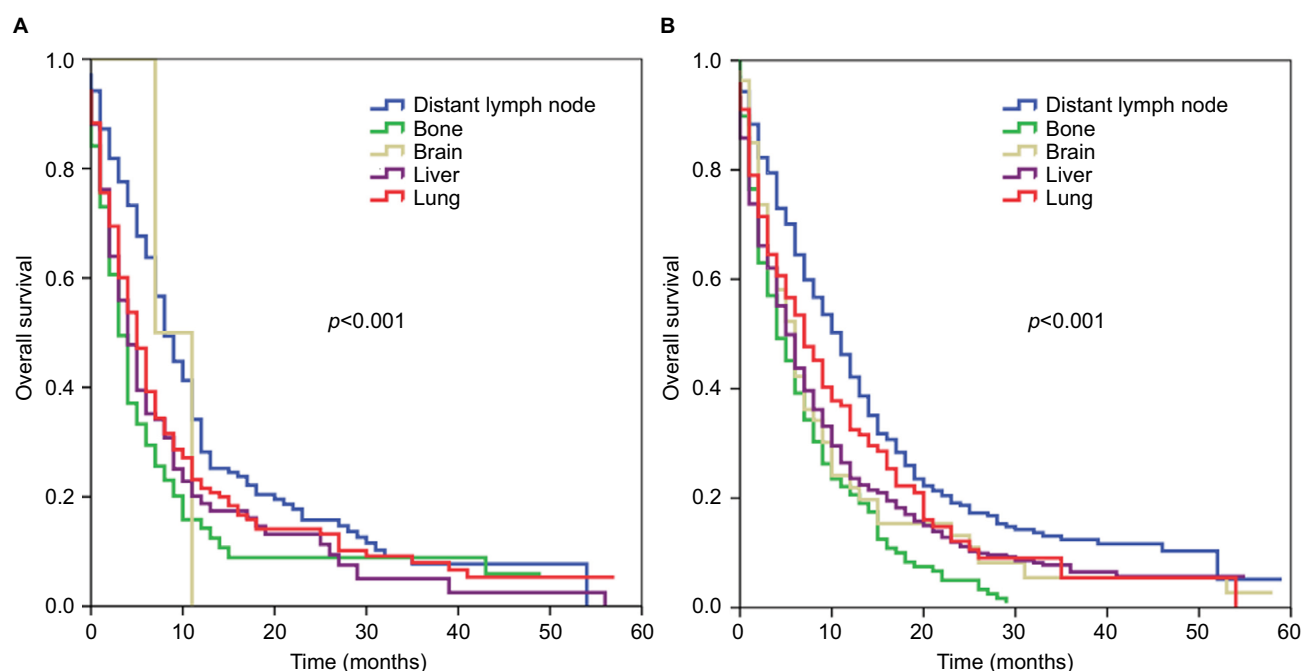 A
1.0
0.8
0.6
0.4
0.2
0.0
Overall survival
Distant lymph node
Bone
Brain
Liver
Lung
p<0.001
0 10 20 30 40 50 60
Time (months)
B
1.0
0.8
0.6
0.4
0.2
0.0
Overall survival
Distant lymph node
Bone
Brain
Liver
Lung
p<0.001
0 10 20 30 40 50 60
Time (months)